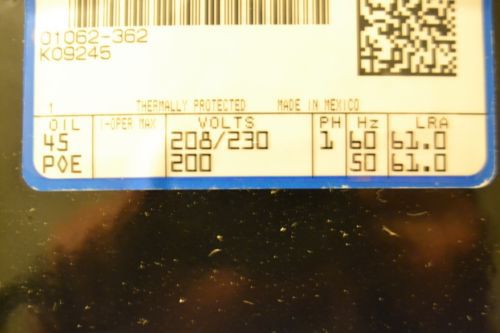 01062-362
K09245
1 THERMALLY PROTECTED MADE IN MEXICO
OIL I-OPER MAX VOLTS PH Hz LRA
45 208/230 1 60 61.0
POE 200 50 61.0